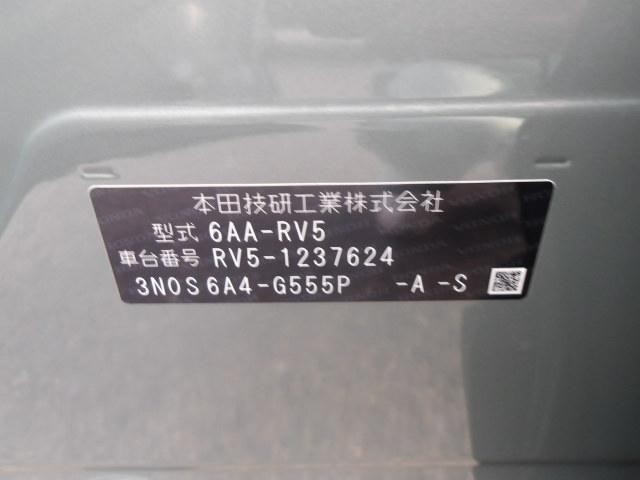 本田技研工業株式会社
型式 6AA-RV5
車台番号 RV5-1237624
3N0S6A4-G555P -A -S